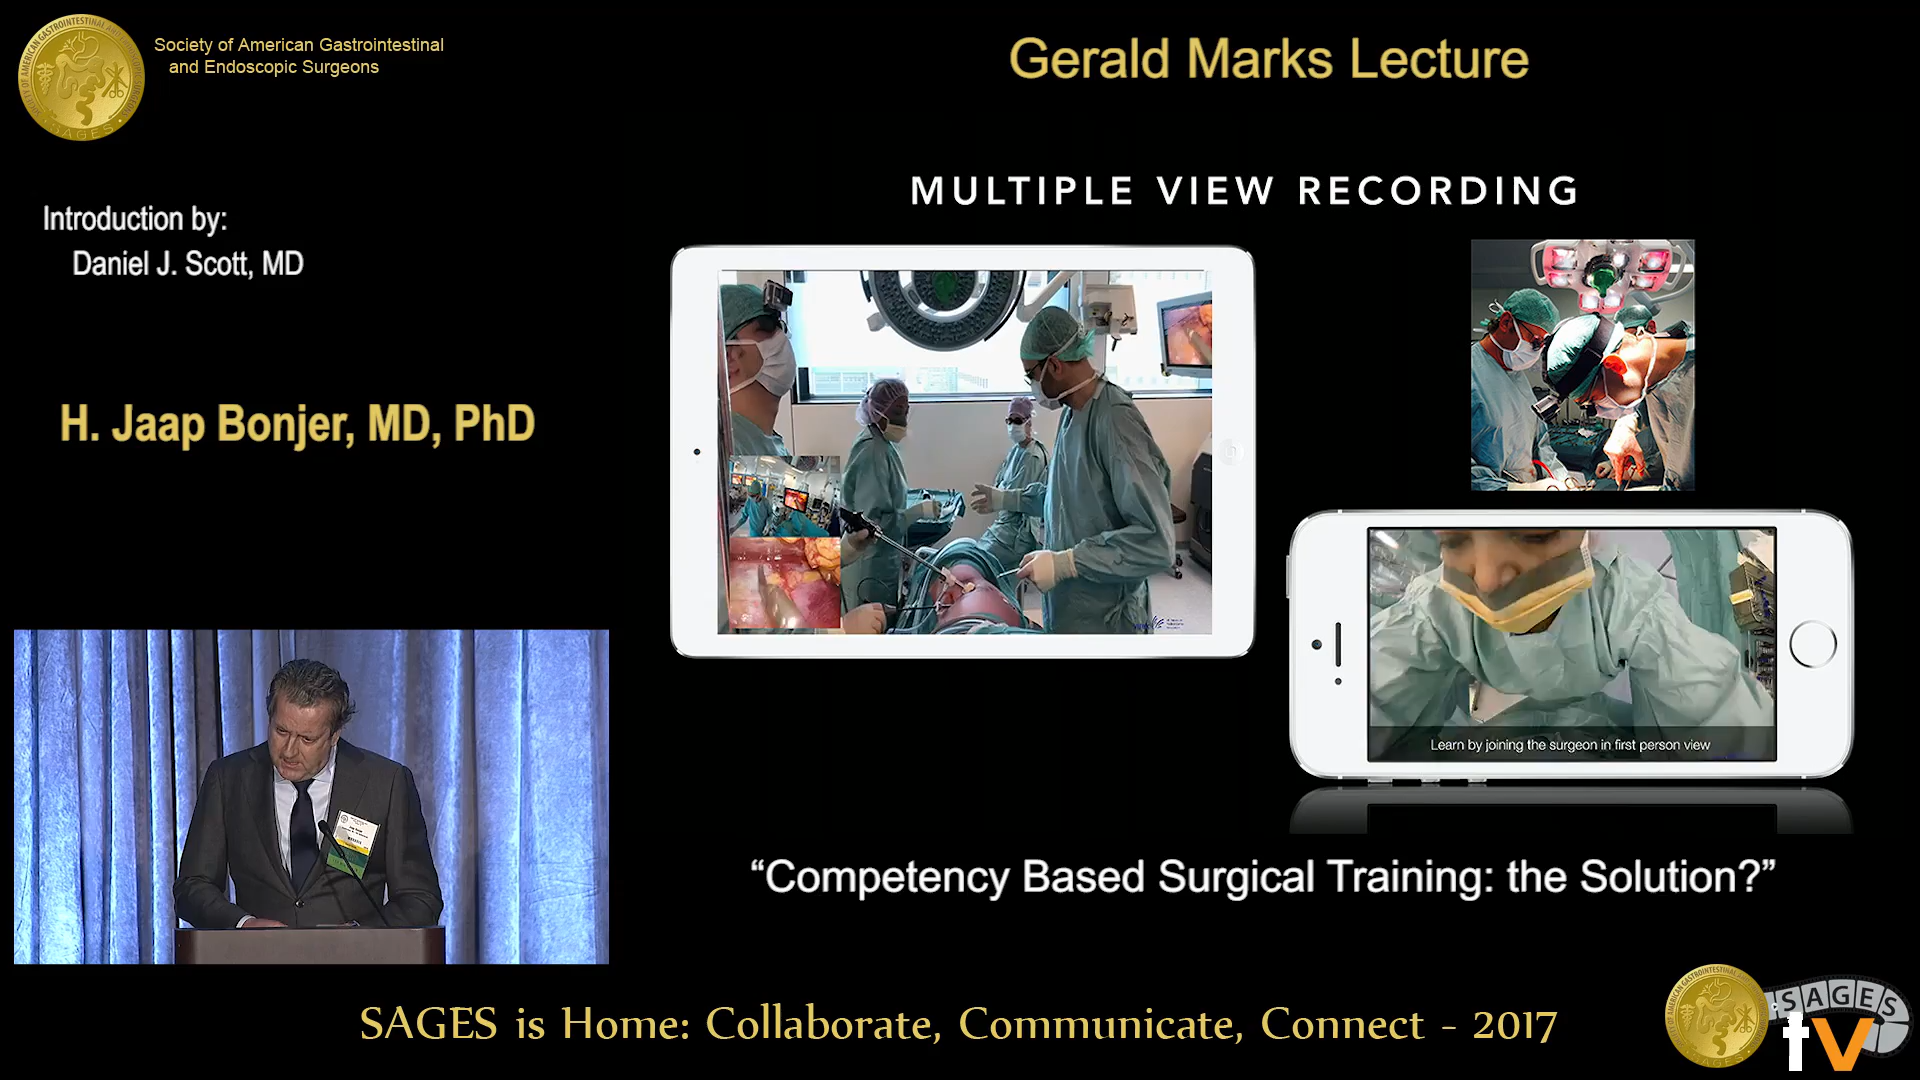 Society of American Gastrointestinal
and Endoscopic Surgeons
Gerald Marks Lecture
Introduction by:
Daniel J. Scott, MD
MULTIPLE VIEW RECORDING
H. Jaap Bonjer, MD, PhD
Learn by joining the surgeon in first person view
“Competency Based Surgical Training: the Solution?”
SAGES is Home: Collaborate, Communicate, Connect - 2017
SAGES
tv
SAGES